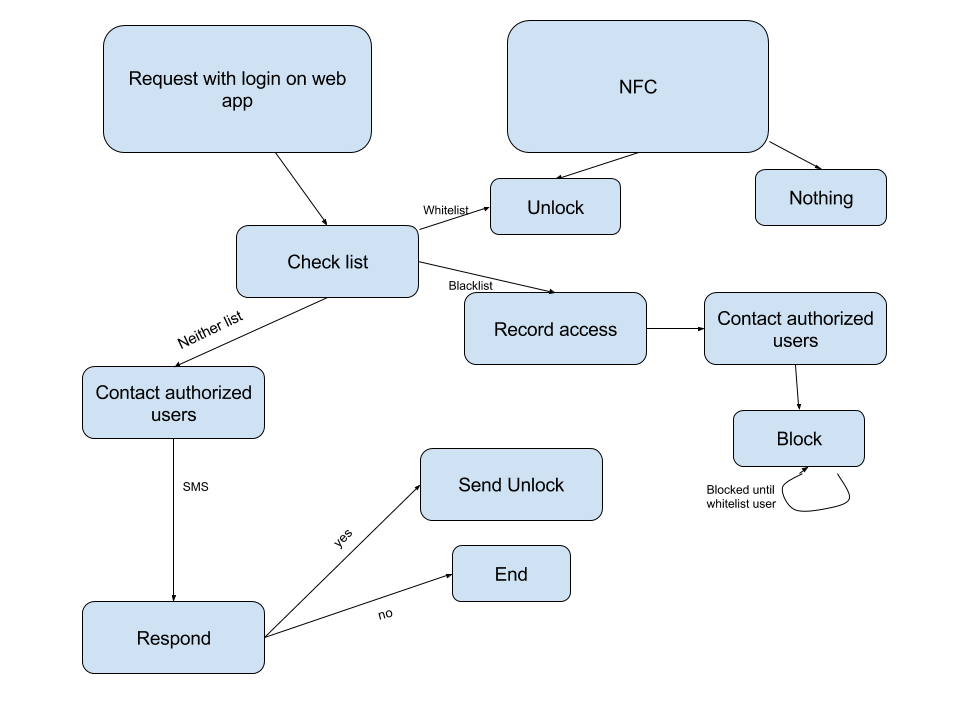 Request with login on web
app
NFC
Unlock
Nothing
Whitelist
Check list
Blacklist
Record access
Contact authorized
users
Neither list
Contact authorized
users
Block
Blocked until
whitelist user
SMS
Send Unlock
yes
End
no
Respond